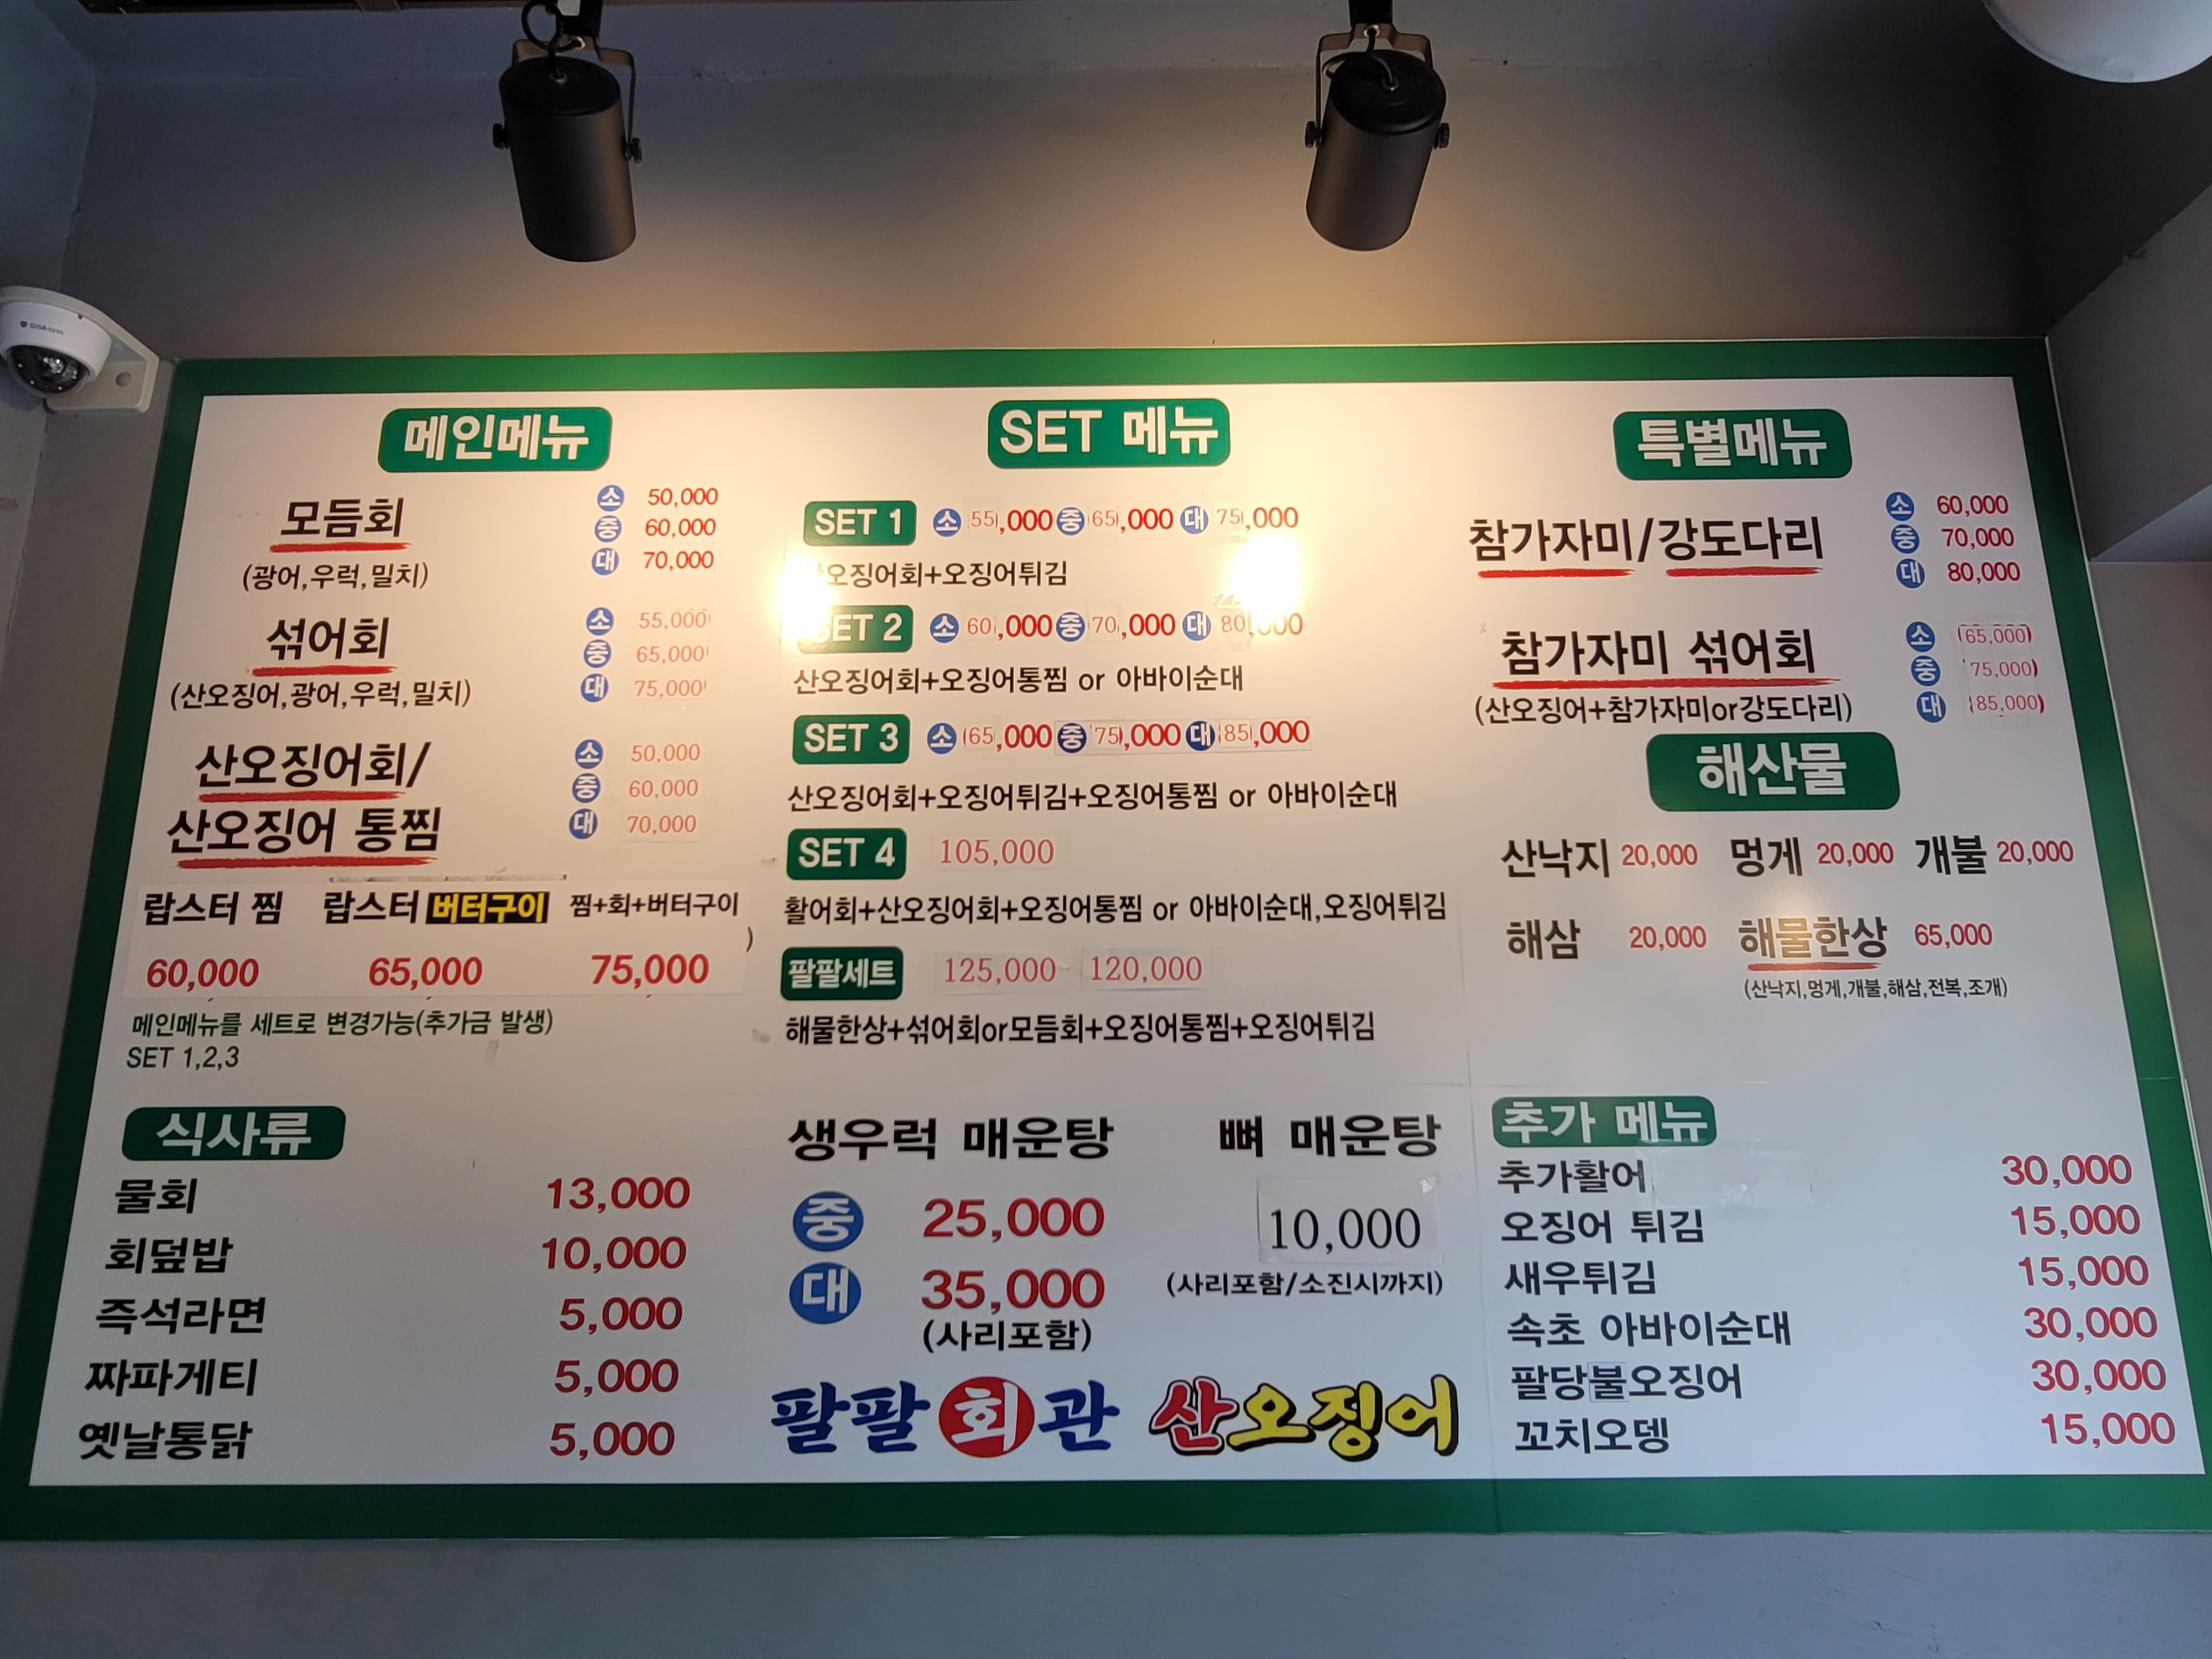 메인메뉴
모듬회
소 50,000
중 60,000
대 70,000
(광어,우럭,밀치)
섞어회
소 55,000
중 65,000
대 75,000
(산오징어,광어,우럭,밀치)
산오징어회/
산오징어 통찜
소 50,000
중 60,000
대 70,000
랍스터 찜 랍스터 버터구이 찜+회+버터구이
60,000 65,000 75,000
메인메뉴를 세트로 변경가능(추가금 발생)
SET 1,2,3
SET 메뉴
SET 1 소 55,000 중 65,000 대 75,000
산오징어회+오징어튀김
SET 2 소 60,000 중 70,000 대 80,000
산오징어회+오징어통찜 or 아바이순대
SET 3 소 65,000 중 75,000 대 85,000
산오징어회+오징어튀김+오징어통찜 or 아바이순대
SET 4 105,000
활어회+산오징어회+오징어통찜 or 아바이순대,오징어튀김
팔팔세트 125,000 120,000
해물한상+섞어회or모듬회+오징어통찜+오징어튀김
특별메뉴
참가자미/강도다리
소 60,000
중 70,000
대 80,000
참가자미 섞어회
소 (65,000)
중 75,000)
대 (85,000)
(산오징어+참가자미or강도다리)
해산물
산낙지 20,000 멍게 20,000 개불 20,000
해삼 20,000 해물한상 65,000
(산낙지,멍게,개불,해삼,전복,조개)
식사류
물회 13,000
회덮밥 10,000
즉석라면 5,000
짜파게티 5,000
옛날통닭 5,000
생우럭 매운탕
중 25,000
대 35,000
(사리포함)
뼈 매운탕
10,000
(사리포함/소진시까지)
팔팔회관 산오징어
추가 메뉴
추가활어 30,000
오징어 튀김 15,000
새우튀김 15,000
속초 아바이순대 30,000
팔당불오징어 30,000
꼬치오뎅 15,000